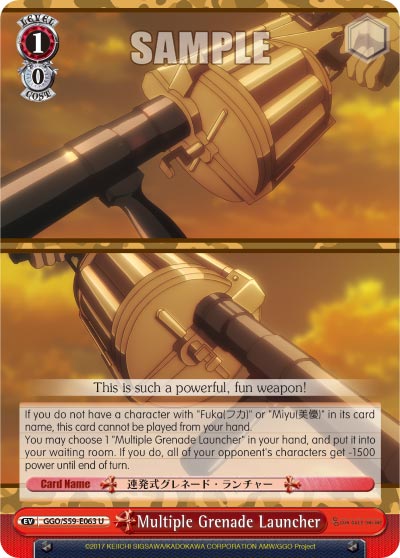 LEVEL
1
0
COST
SAMPLE
This is such a powerful, fun weapon!
If you do not have a character with "Fuka(フカ)" or "Miyu(美優)" in its card
name, this card cannot be played from your hand.
You may choose 1 "Multiple Grenade Launcher" in your hand, and put it into
your waiting room. If you do, all of your opponent's characters get -1500
power until end of turn.
Card Name 連発式グレネード・ランチャー
EV GGO/S59-E063 U Multiple Grenade Launcher
©2017 KEIICHI SIGSAWA/KADOKAWA CORPORATION AMW/GGO Project